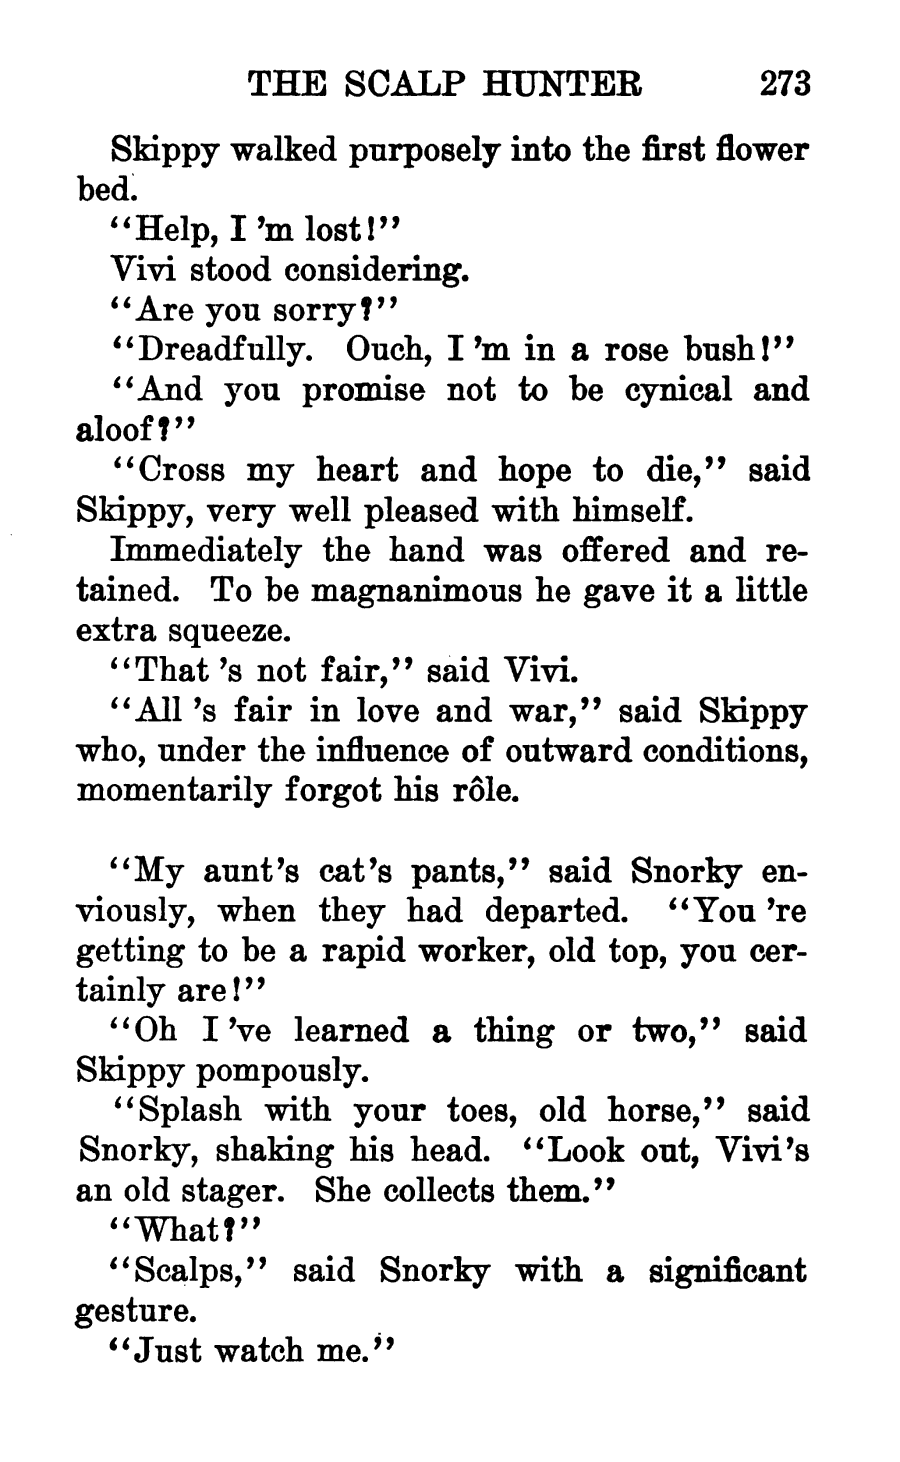 THE SCALP HUNTER 273
Skippy walked purposely into the first flower
bed.
"Help, I 'm lost!"
Vivi stood considering.
"Are you sorry?"
"Dreadfully. Ouch, I 'm in a rose bush!"
"And you promise not to be cynical and
aloof?"
"Cross my heart and hope to die," said
Skippy, very well pleased with himself.
Immediately the hand was offered and re-
tained. To be magnanimous he gave it a little
extra squeeze.
"That 's not fair," said Vivi.
"All 's fair in love and war," said Skippy
who, under the influence of outward conditions,
momentarily forgot his rôle.
"My aunt's cat's pants," said Snorky en-
viously, when they had departed. "You 're
getting to be a rapid worker, old top, you cer-
tainly are!"
"Oh I 've learned a thing or two," said
Skippy pompously.
"Splash with your toes, old horse," said
Snorky, shaking his head. "Look out, Vivi's
an old stager. She collects them."
"What?"
"Scalps," said Snorky with a significant
gesture.
"Just watch me."